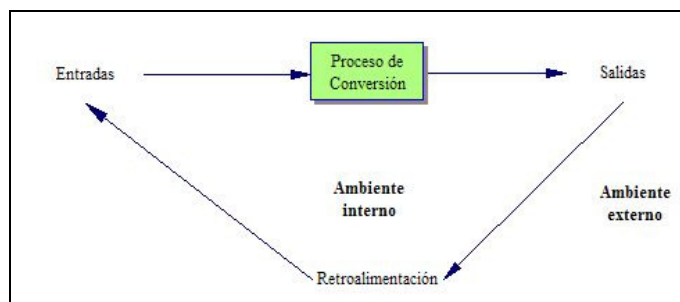 Entradas
Proceso de
Conversión
Salidas
Ambiente
interno
Ambiente
externo
Retroalimentación